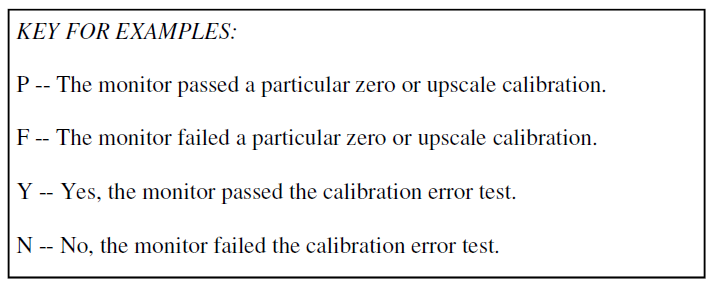 KEY FOR EXAMPLES:
P -- The monitor passed a particular zero or upscale calibration.
F -- The monitor failed a particular zero or upscale calibration.
Y -- Yes, the monitor passed the calibration error test.
N -- No, the monitor failed the calibration error test.